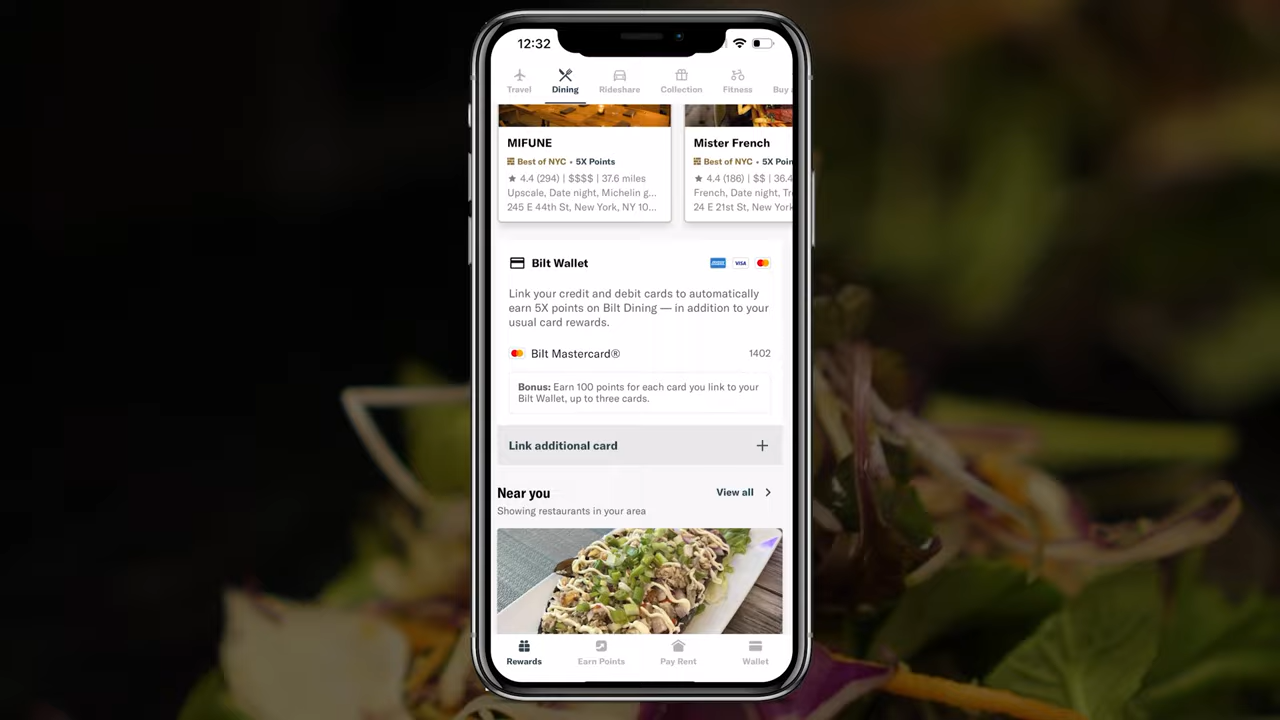 12:32
Travel
Dining
Rideshare
Collection
Fitness
Buy
MIFUNE
Best of NYC • 5X Points
4.4 (294) | $$$$ | 37.6 miles
Upscale, Date night, Michelin g...
245 E 44th St, New York, NY 10...
Mister French
Best of NYC • 5X Poin
4.4 (186) | $$ | 36.4
French, Date night, Tr
24 E 21st St, New York
Bilt Wallet
VISA
Link your credit and debit cards to automatically
earn 5X points on Bilt Dining — in addition to your
usual card rewards.
Bilt Mastercard® 1402
Bonus: Earn 100 points for each card you link to your
Bilt Wallet, up to three cards.
Link additional card +
Near you
View all >
Showing restaurants in your area
Rewards
Earn Points
Pay Rent
Wallet